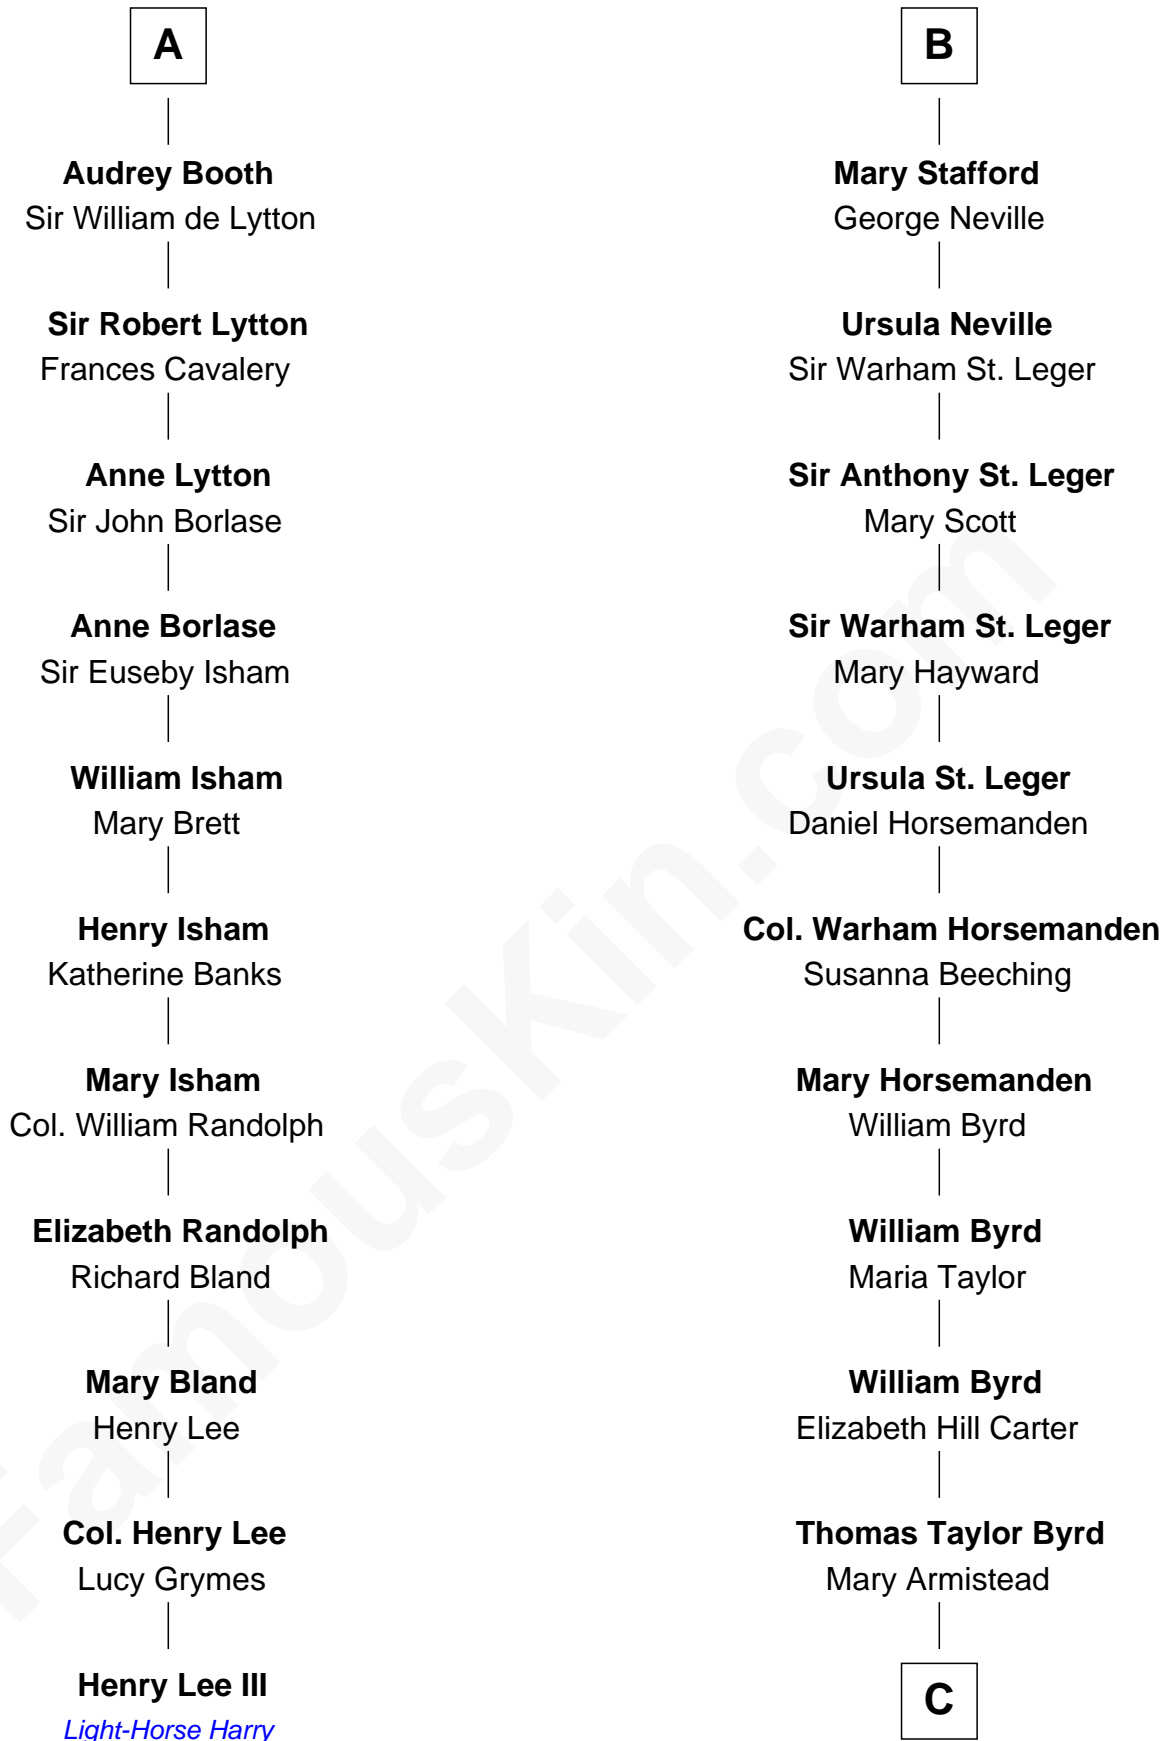 A
Audrey Booth
Sir William de Lytton
Sir Robert Lytton
Frances Cavalery
Anne Lytton
Sir John Borlase
Anne Borlase
Sir Euseby Isham
William Isham
Mary Brett
Henry Isham
Katherine Banks
Mary Isham
Col. William Randolph
Elizabeth Randolph
Richard Bland
Mary Bland
Henry Lee
Col. Henry Lee
Lucy Grymes
Henry Lee III
Light-Horse Harry
B
Mary Stafford
George Neville
Ursula Neville
Sir Warham St. Leger
Sir Anthony St. Leger
Mary Scott
Sir Warham St. Leger
Mary Hayward
Ursula St. Leger
Daniel Horsemanden
Col. Warham Horsemanden
Susanna Beeching
Mary Horsemanden
William Byrd
William Byrd
Maria Taylor
William Byrd
Elizabeth Hill Carter
Thomas Taylor Byrd
Mary Armistead
C
FamousKin.com